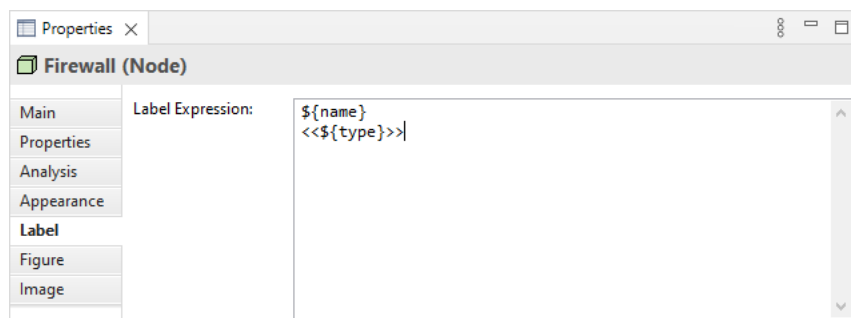 Properties
Firewall (Node)
Main
Properties
Analysis
Appearance
Label
Figure
Image
Label Expression:
${name}
<<${type}>>